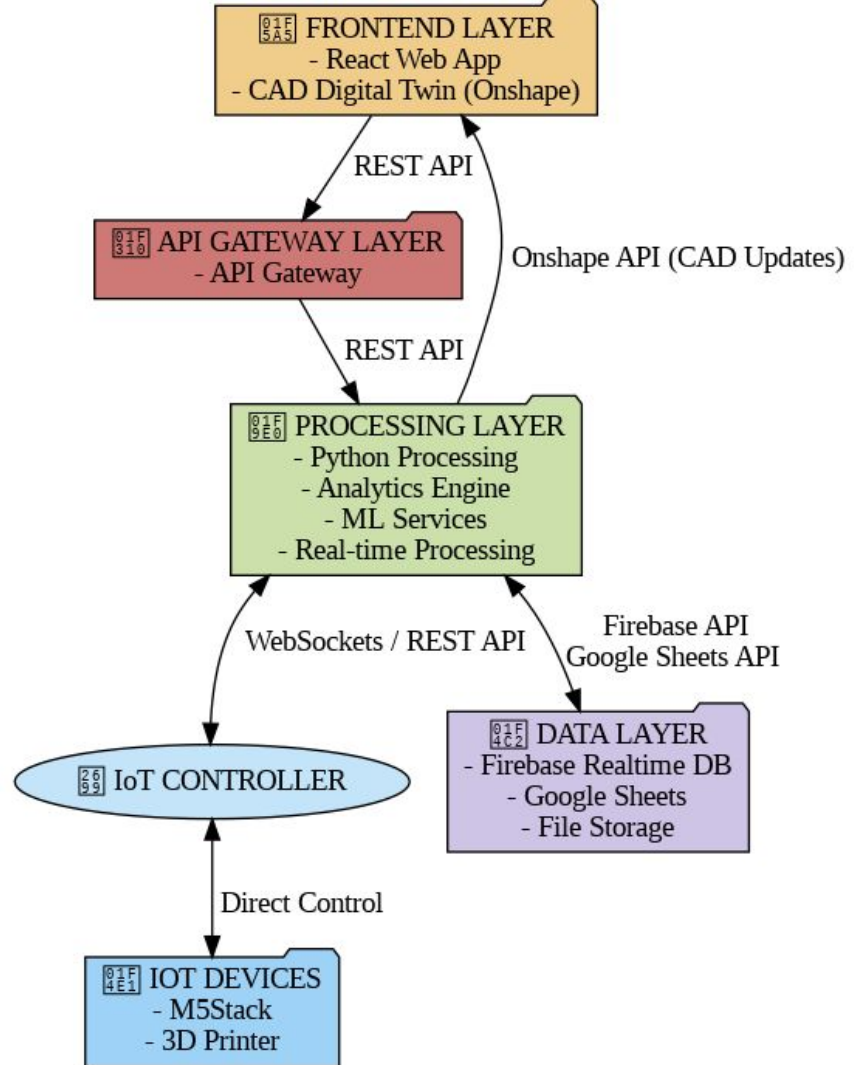 FRONTEND LAYER
- React Web App
- CAD Digital Twin (Onshape)
REST API
API GATEWAY LAYER
- API Gateway
Onshape API (CAD Updates)
REST API
PROCESSING LAYER
- Python Processing
- Analytics Engine
- ML Services
- Real-time Processing
WebSockets / REST API
Firebase API
Google Sheets API
DATA LAYER
- Firebase Realtime DB
- Google Sheets
- File Storage
IoT CONTROLLER
Direct Control
IOT DEVICES
- M5Stack
- 3D Printer